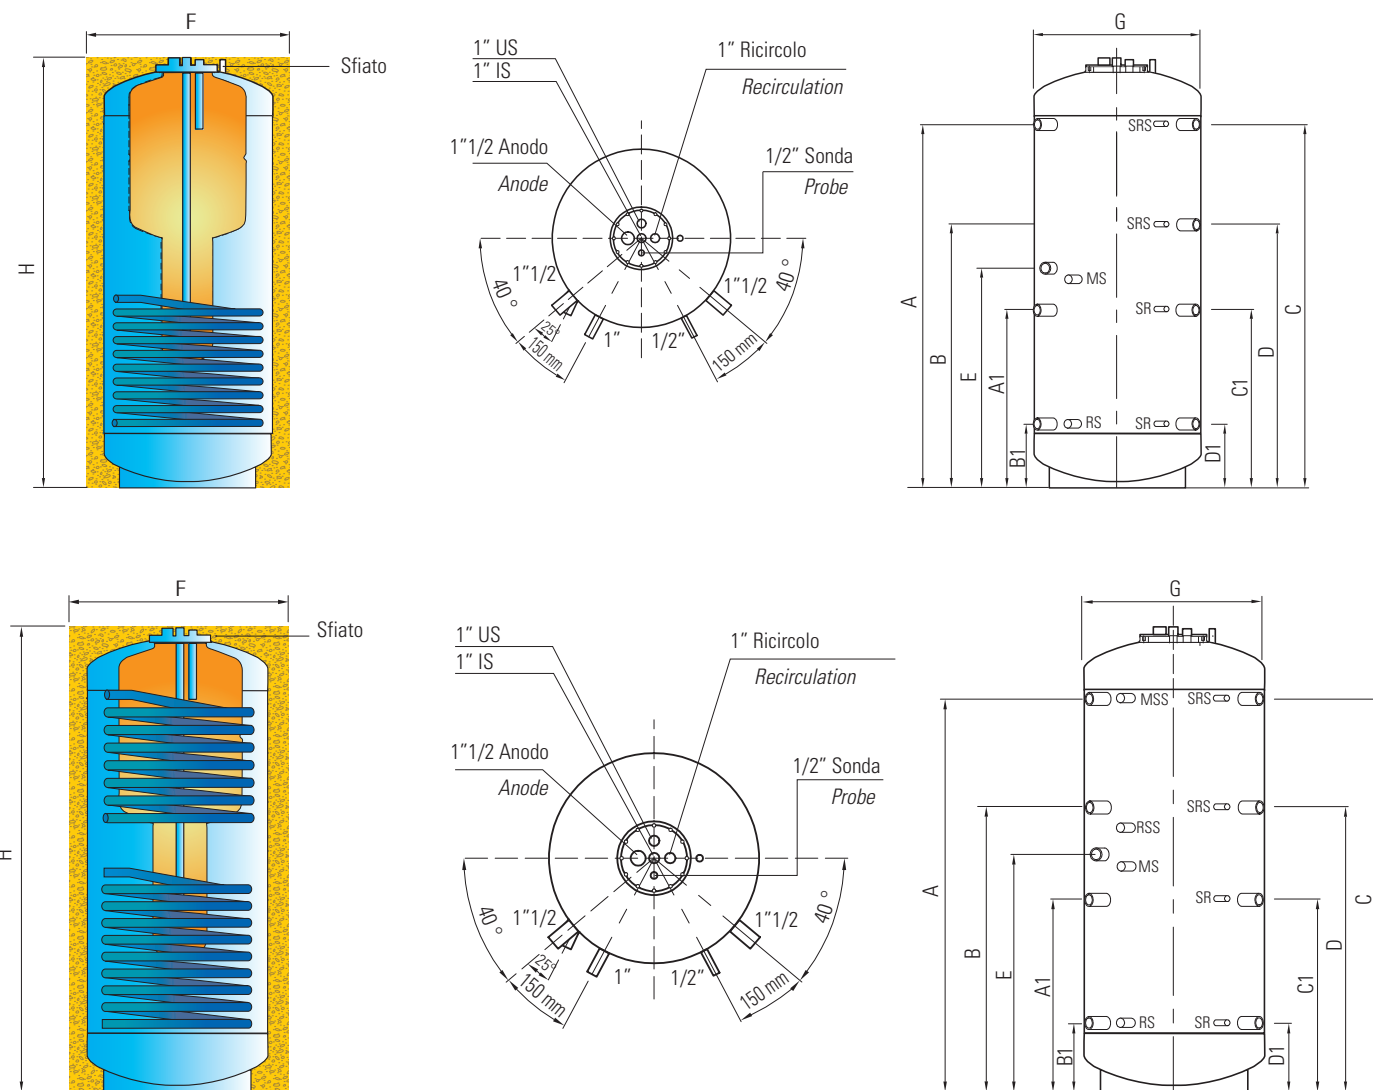 F
H
Sfiato
1” US
1” IS
1” Ricircolo
Recirculation
1”1/2 Anodo
Anode
1/2” Sonda
Probe
1”1/2
1”1/2
40 °
40 °
25°
150 mm
150 mm
1”
1/2”
G
SRS
SRS
MS
SR
RS
SR
A
B
E
A1
B1
C
D
C1
D1
F
H
Sfiato
1” US
1” IS
1” Ricircolo
Recirculation
1”1/2 Anodo
Anode
1/2” Sonda
Probe
1”1/2
1”1/2
40 °
40 °
25°
150 mm
150 mm
1”
1/2”
G
MSS
SRS
SRS
RSS
MS
SR
RS
SR
A
B
E
A1
B1
C
D
C1
D1